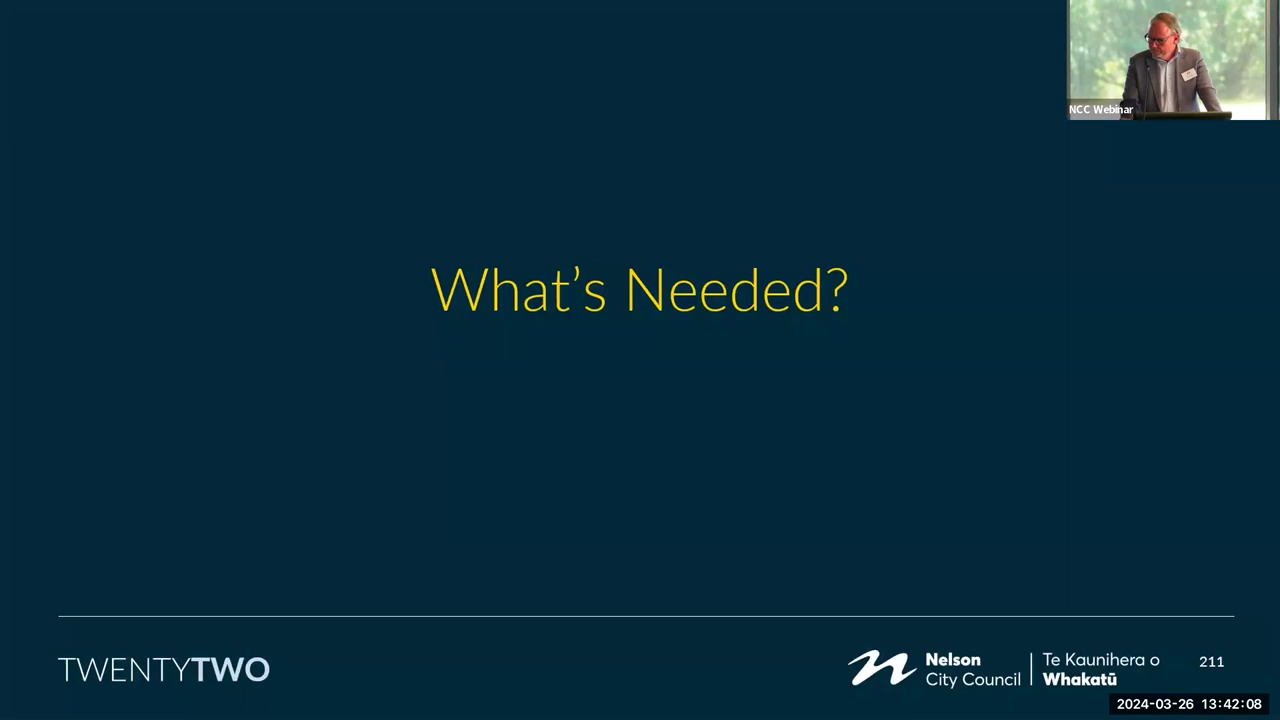 NCC Webinar
What's Needed?
TWENTYTWO
Nelson
City Council
Te Kaunihera o
Whakatū
211
2024-03-26 13:42:08